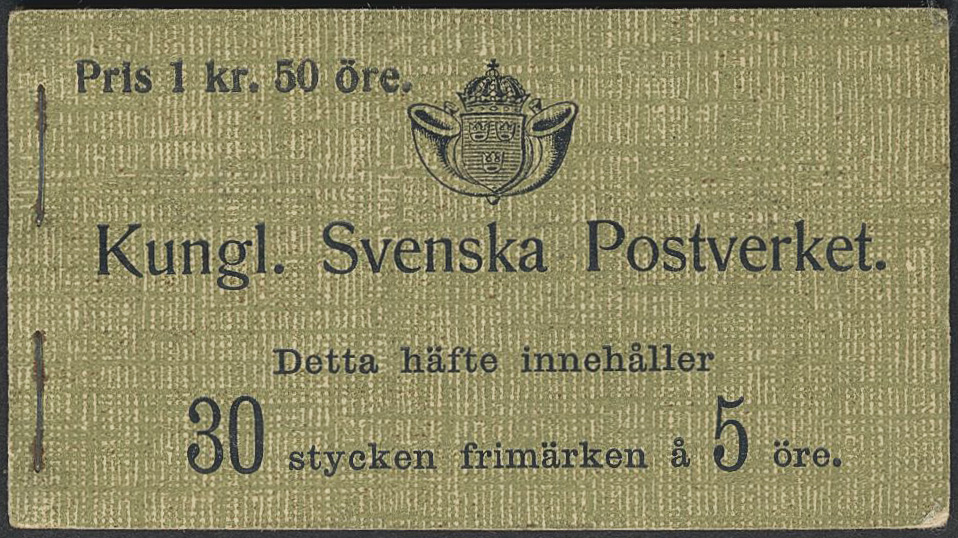 Pris 1 kr. 50 öre.
Kungl. Svenska Postverket.
Detta häfte innehåller
30 stycken frimärken å 5 öre.